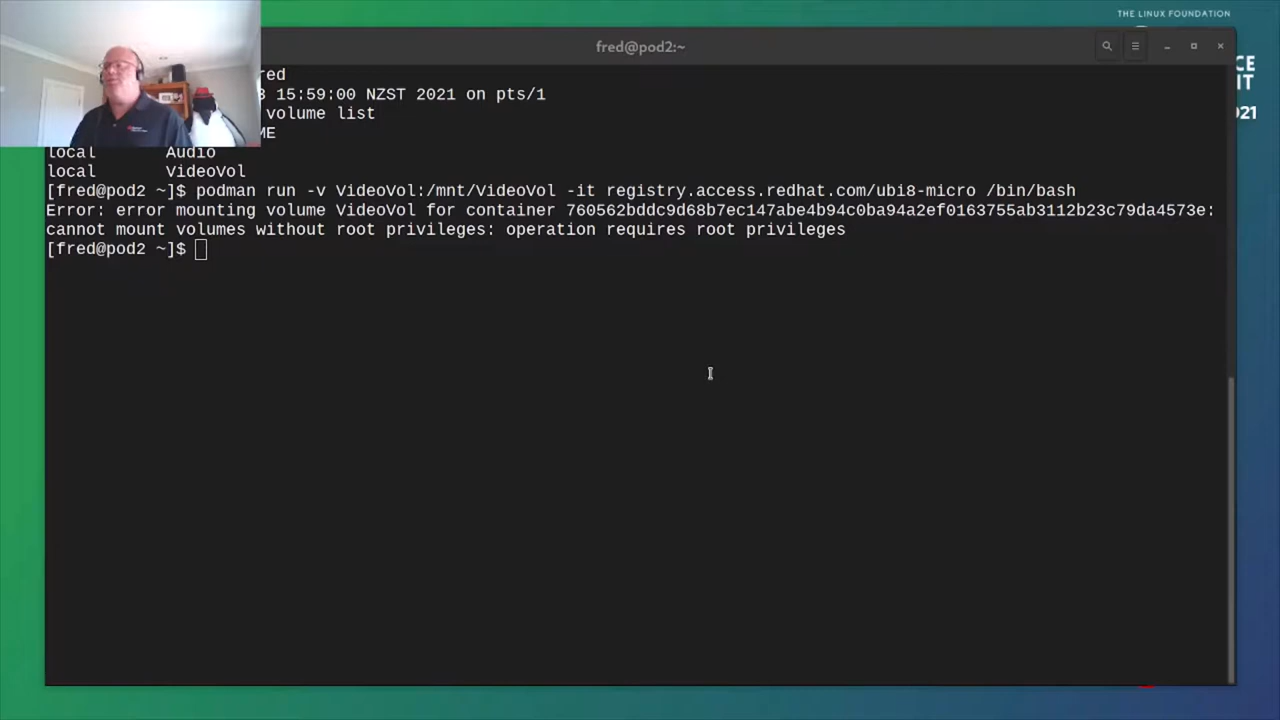 THE LINUX FOUNDATION
fred@pod2:~
red
15:59:00 NZST 2021 on pts/1
volume list
ME
local Audio
local VideoVol
[fred@pod2 ~]$ podman run -v VideoVol:/mnt/VideoVol -it registry.access.redhat.com/ubi8-micro /bin/bash
Error: error mounting volume VideoVol for container 760562bddc9d68b7ec147abe4b94c0ba94a2ef0163755ab3112b23c79da4573e:
cannot mount volumes without root privileges: operation requires root privileges
[fred@pod2 ~]$
CE
IT
021